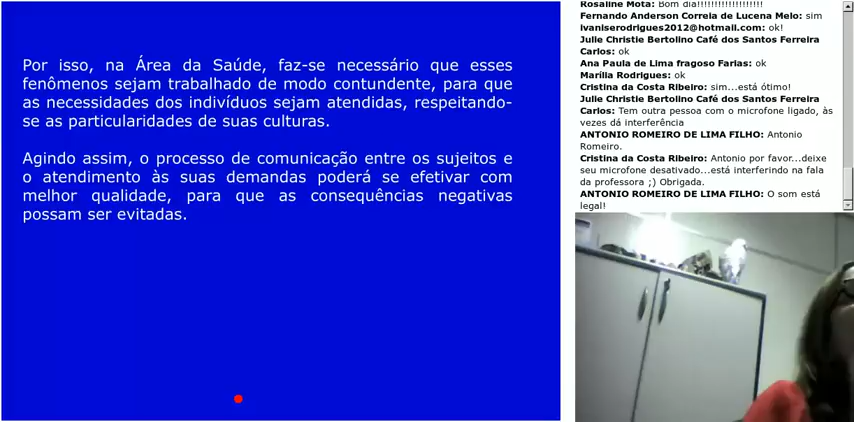 Por isso, na Área da Saúde, faz-se necessário que esses
fenômenos sejam trabalhado de modo contundente, para que
as necessidades dos indivíduos sejam atendidas, respeitando-
se as particularidades de suas culturas.
Agindo assim, o processo de comunicação entre os sujeitos e
o atendimento às suas demandas poderá se efetivar com
melhor qualidade, para que as consequências negativas
possam ser evitadas.
Rosaline Mota: Bom dia!!!!!!!!!!!!!!!!!!!
Fernando Anderson Correia de Lucena Melo: sim
ivaniserodrigues2012@hotmail.com: ok!
Julie Christie Bertolino Café dos Santos Ferreira
Carlos: ok
Ana Paula de Lima fragoso Farias: ok
Marília Rodrigues: ok
Cristina da Costa Ribeiro: sim...está ótimo!
Julie Christie Bertolino Café dos Santos Ferreira
Carlos: Tem outra pessoa com o microfone ligado, às
vezes dá interferência
ANTONIO ROMEIRO DE LIMA FILHO: Antonio
Romeiro.
Cristina da Costa Ribeiro: Antonio por favor...deixe
seu microfone desativado...está interferindo na fala
da professora ;) Obrigada.
ANTONIO ROMEIRO DE LIMA FILHO: O som está
legal!